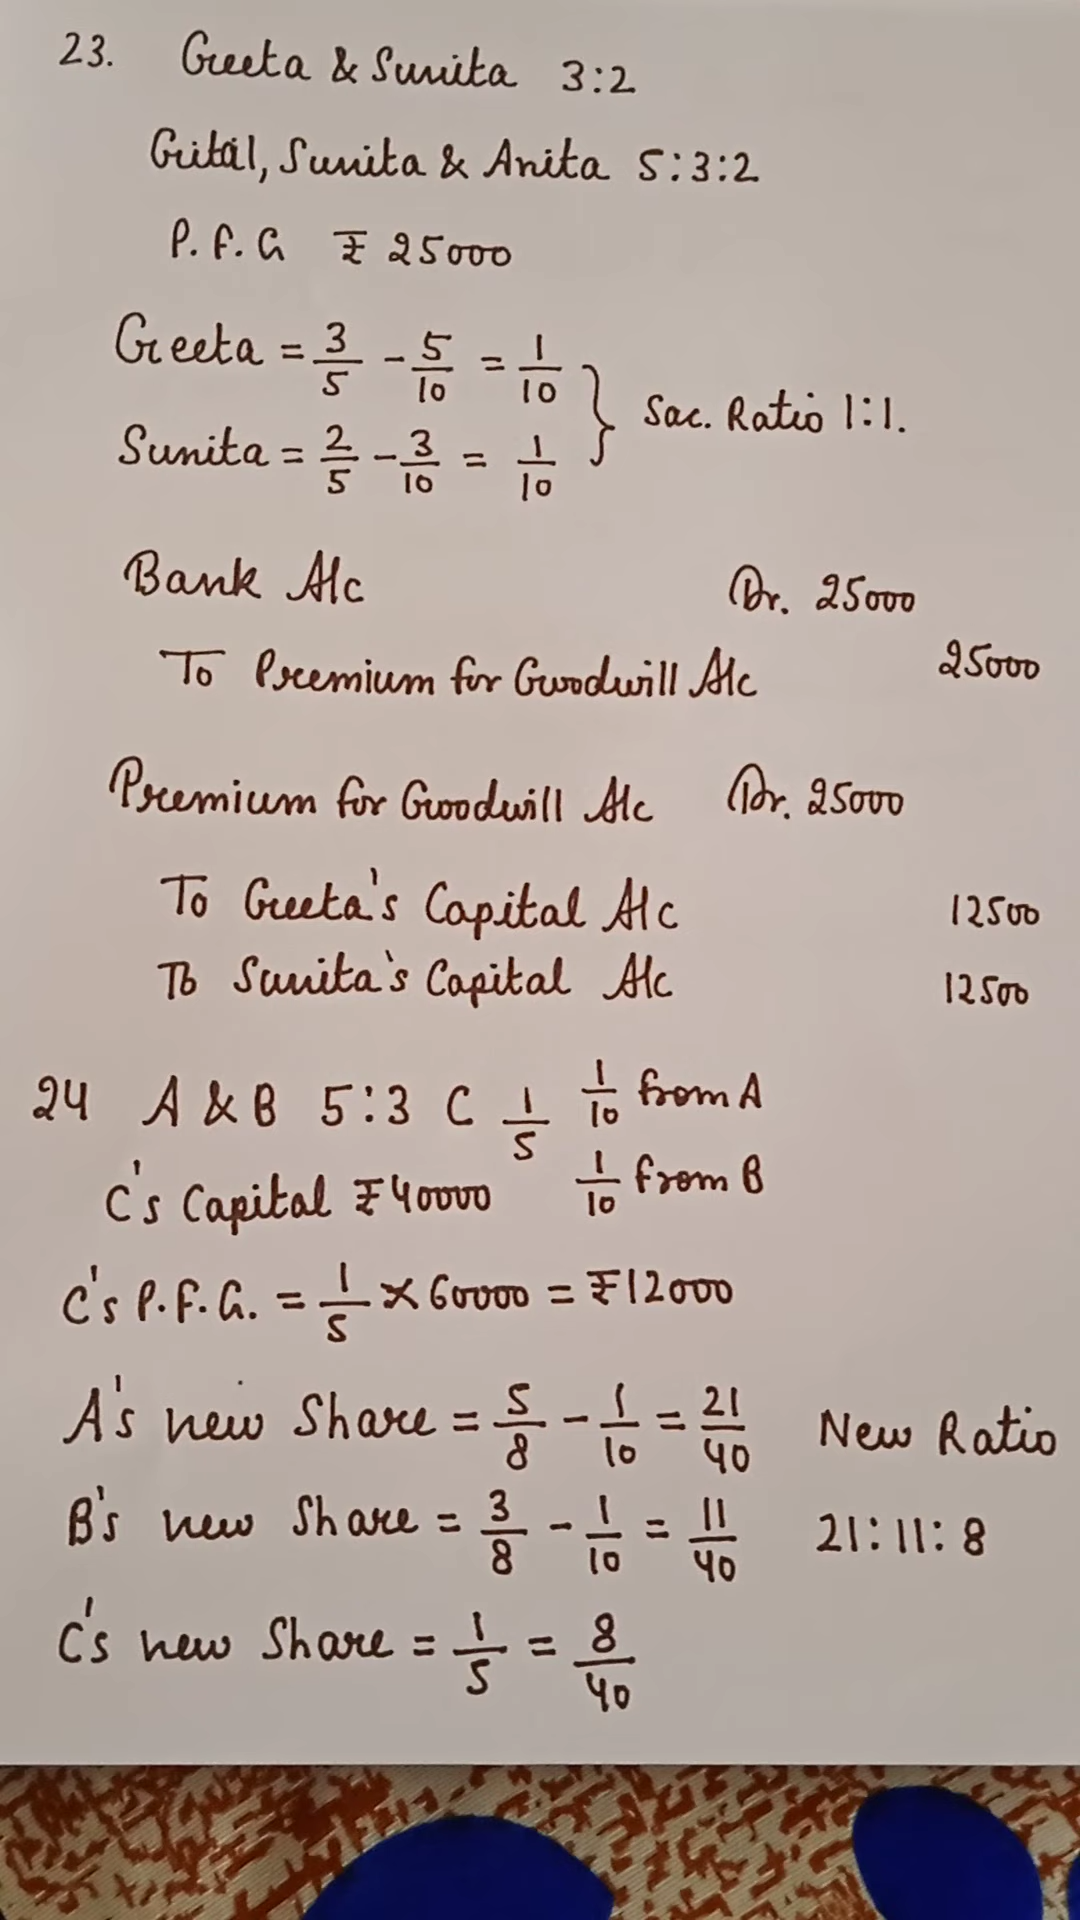 23. Geeta & Sunita 3:2
Gita, Sunita & Anita 5:3:2
P.F.G ₹ 25000
Geeta = 3/5 - 5/10 = 1/10 } Sac. Ratio 1:1.
Sunita = 2/5 - 3/10 = 1/10
Bank A/c Dr. 25000
To Premium for Goodwill A/c 25000
Premium for Goodwill A/c Dr. 25000
To Geeta's Capital A/c 12500
To Sunita's Capital A/c 12500
24 A & B 5:3 C 1/5 1/10 from A
C's Capital ₹40000 1/10 from B
C's P.F.G. = 1/5 × 60000 = ₹12000
A's new Share = 5/8 - 1/10 = 21/40 New Ratio
B's new Share = 3/8 - 1/10 = 11/40 21:11:8
C's new Share = 1/5 = 8/40